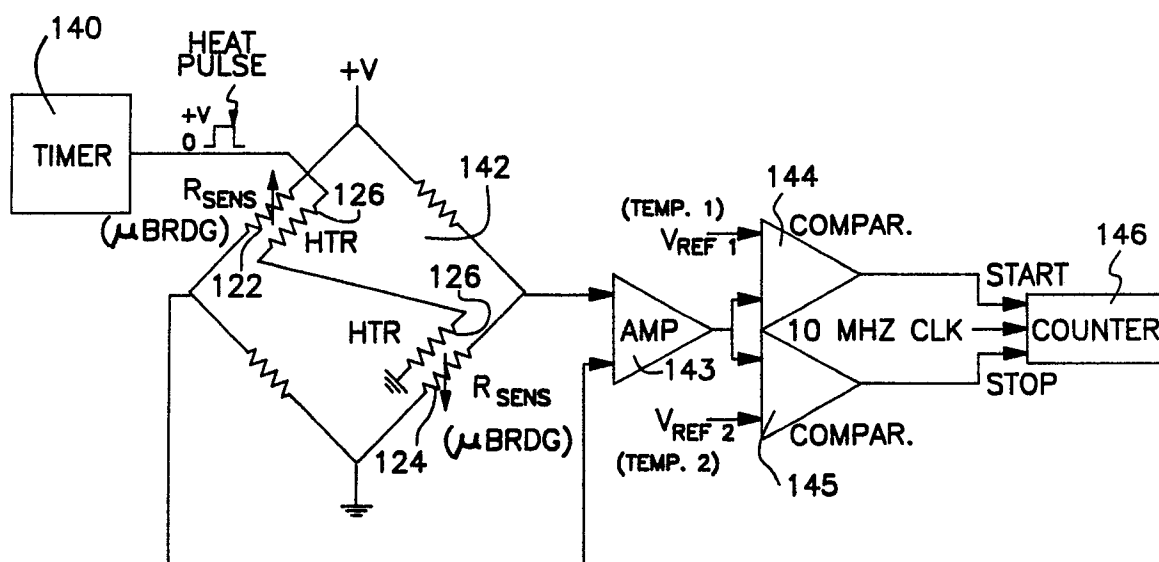 140
HEAT
PULSE
+V
0
TIMER
+V
R SENS
(μBRDG)
126
HTR
142
122
126
HTR
R SENS
(μBRDG)
124
AMP
143
(TEMP. 1)
V REF 1
144
COMPAR.
START
146
10 MHZ CLK
COUNTER
STOP
V REF 2
(TEMP. 2)
COMPAR.
145